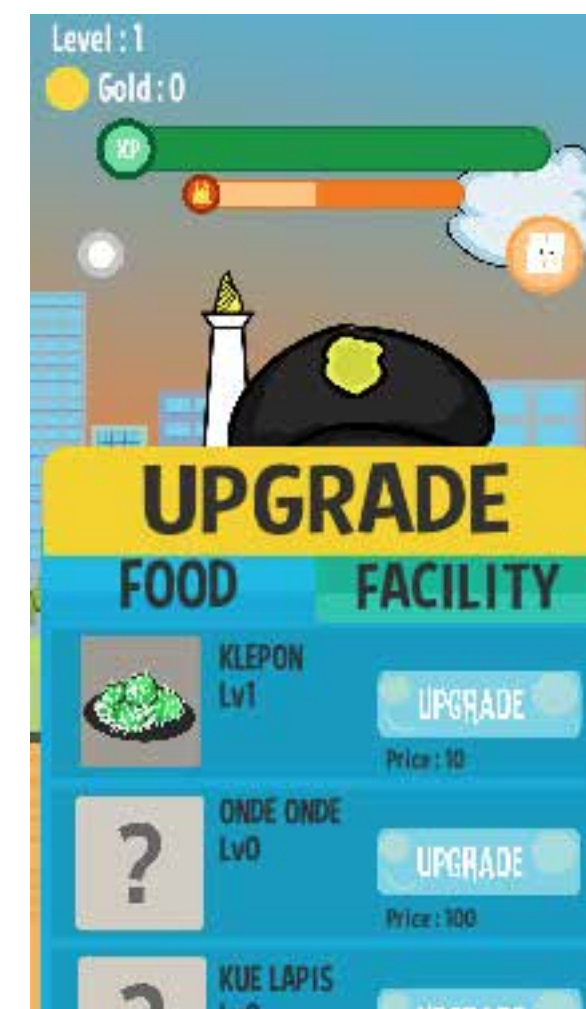 Level : 1
Gold : 0
UPGRADE
FOOD
FACILITY
KLEPON
Lv1
UPGRADE
Price : 10
?
ONDE ONDE
Lv0
UPGRADE
Price : 100
?
KUE LAPIS